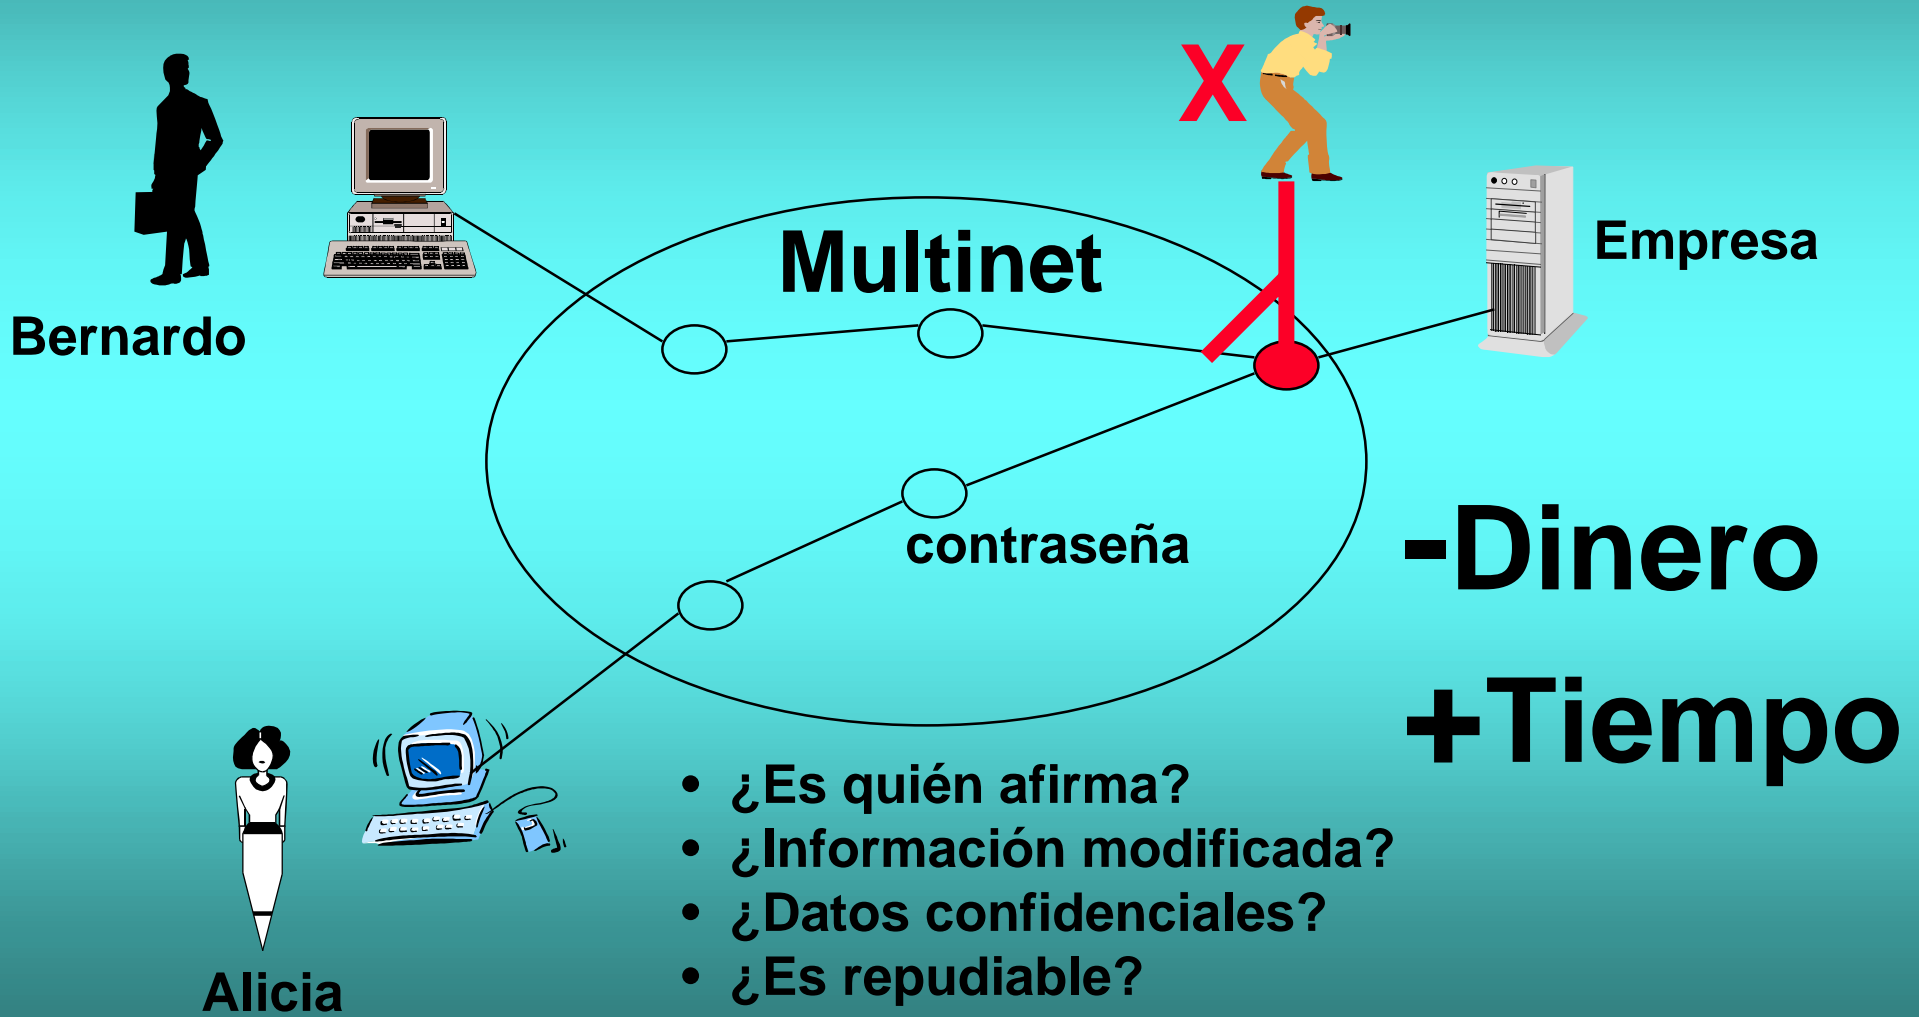 X
Empresa
Multinet
Bernardo
contraseña
-Dinero
+Tiempo
• ¿Es quién afirma?
• ¿Información modificada?
• ¿Datos confidenciales?
• ¿Es repudiable?
Alicia